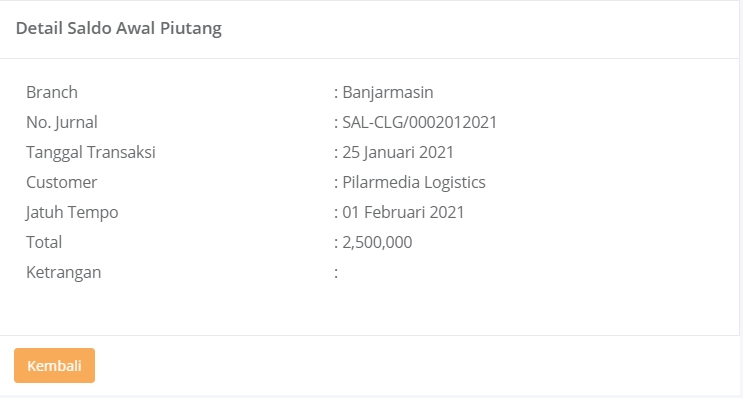 Detail Saldo Awal Piutang
Branch : Banjarmasin
No. Jurnal : SAL-CLG/0002012021
Tanggal Transaksi : 25 Januari 2021
Customer : Pilarmedia Logistics
Jatuh Tempo : 01 Februari 2021
Total : 2,500,000
Ketrangan :
Kembali